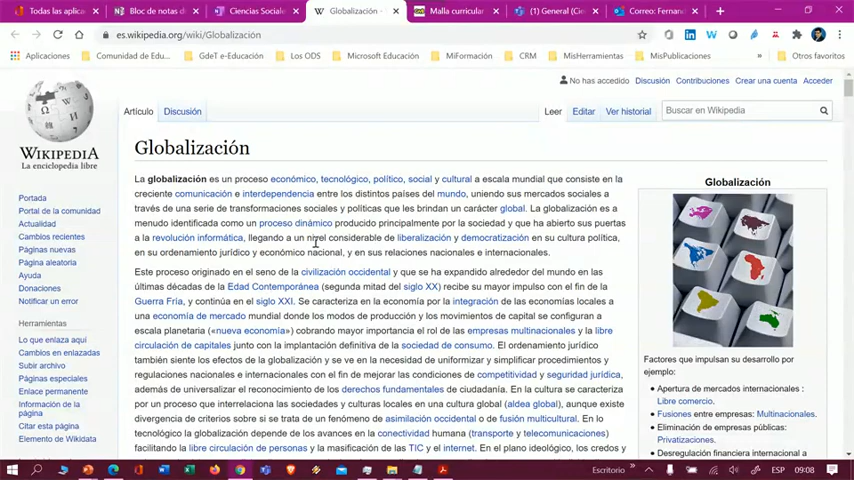 Todas las aplica
Bloc de notas d
Ciencias Sociale
Globalización -
Malla curricular
(1) General (Cie
Correo: Fernan
es.wikipedia.org/wiki/Globalización
Aplicaciones
Comunidad de Edu...
GdeT e-Educación
Los ODS
MiTrabajo
MiFormación
CRM
MisHerramientas
MisPublicaciones
Otros favoritos
No has accedido Discusión Contribuciones Crear una cuenta Acceder
Artículo Discusión
Leer Editar Ver historial
Buscar en Wikipedia
WIKIPEDIA
La enciclopedia libre
Portada
Portal de la comunidad
Actualidad
Cambios recientes
Páginas nuevas
Página aleatoria
Ayuda
Donaciones
Notificar un error
Herramientas
Lo que enlaza aquí
Cambios en enlazadas
Subir archivo
Páginas especiales
Enlace permanente
Información de la
página
Citar esta página
Elemento de Wikidata
Globalización
La globalización es un proceso económico, tecnológico, político, social y cultural a escala mundial que consiste en la
creciente comunicación e interdependencia entre los distintos países del mundo, uniendo sus mercados sociales a
través de una serie de transformaciones sociales y políticas que les brindan un carácter global. La globalización es a
menudo identificada como un proceso dinámico producido principalmente por la sociedad y que ha abierto sus puertas
a la revolución informática, llegando a un nivel considerable de liberalización y democratización en su cultura política,
en su ordenamiento jurídico y económico nacional, y en sus relaciones nacionales e internacionales.
Este proceso originado en el seno de la civilización occidental y que se ha expandido alrededor del mundo en las
últimas décadas de la Edad Contemporánea (segunda mitad del siglo XX) recibe su mayor impulso con el fin de la
Guerra Fría, y continúa en el siglo XXI. Se caracteriza en la economía por la integración de las economías locales a
una economía de mercado mundial donde los modos de producción y los movimientos de capital se configuran a
escala planetaria («nueva economía») cobrando mayor importancia el rol de las empresas multinacionales y la libre
circulación de capitales junto con la implantación definitiva de la sociedad de consumo. El ordenamiento jurídico
también siente los efectos de la globalización y se ve en la necesidad de uniformizar y simplificar procedimientos y
regulaciones nacionales e internacionales con el fin de mejorar las condiciones de competitividad y seguridad jurídica,
además de universalizar el reconocimiento de los derechos fundamentales de ciudadanía. En la cultura se caracteriza
por un proceso que interrelaciona las sociedades y culturas locales en una cultura global (aldea global), aunque existe
divergencia de criterios sobre si se trata de un fenómeno de asimilación occidental o de fusión multicultural. En lo
tecnológico la globalización depende de los avances en la conectividad humana (transporte y telecomunicaciones)
facilitando la libre circulación de personas y la masificación de las TIC y el internet. En el plano ideológico, los credos y
Globalización
Factores que impulsan su desarrollo por
ejemplo:
Apertura de mercados internacionales :
Libre comercio.
Fusiones entre empresas: Multinacionales.
Eliminación de empresas públicas:
Privatizaciones.
Desregulación financiera internacional a
Escritorio
ESP
09:08